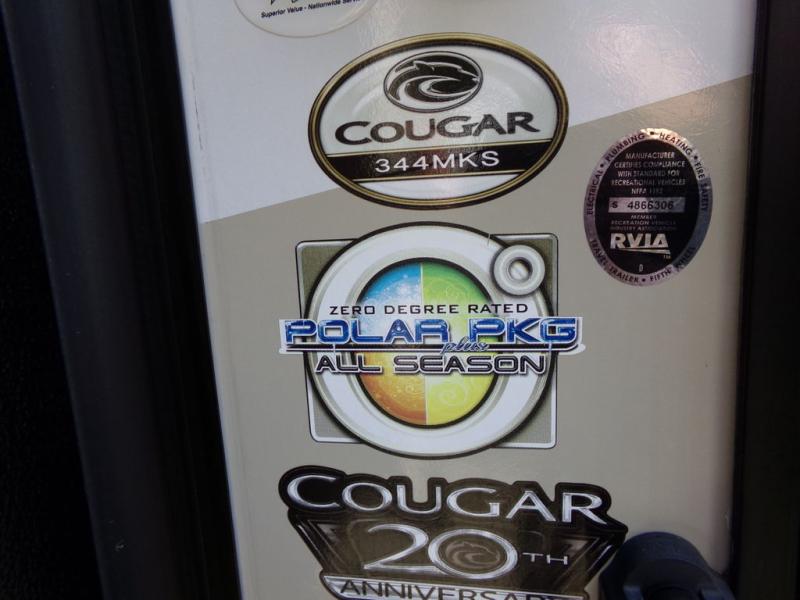 Superior Value - Nationwide Serv
COUGAR
344MKS
ELECTRICAL • PLUMBING • HEATING • FIRE SAFETY
MANUFACTURER
CERTIFIES COMPLIANCE
WITH STANDARD FOR
RECREATIONAL VEHICLES
NFPA 1192
S 4866306
MEMBER
RECREATION VEHICLE
INDUSTRY ASSOCIATION
RVIA
TM
D
TRAVEL TRAILER • FIFTH WHEEL
ZERO DEGREE RATED
POLAR PKG
plus
ALL SEASON
COUGAR
20TH
ANNIVERSARY